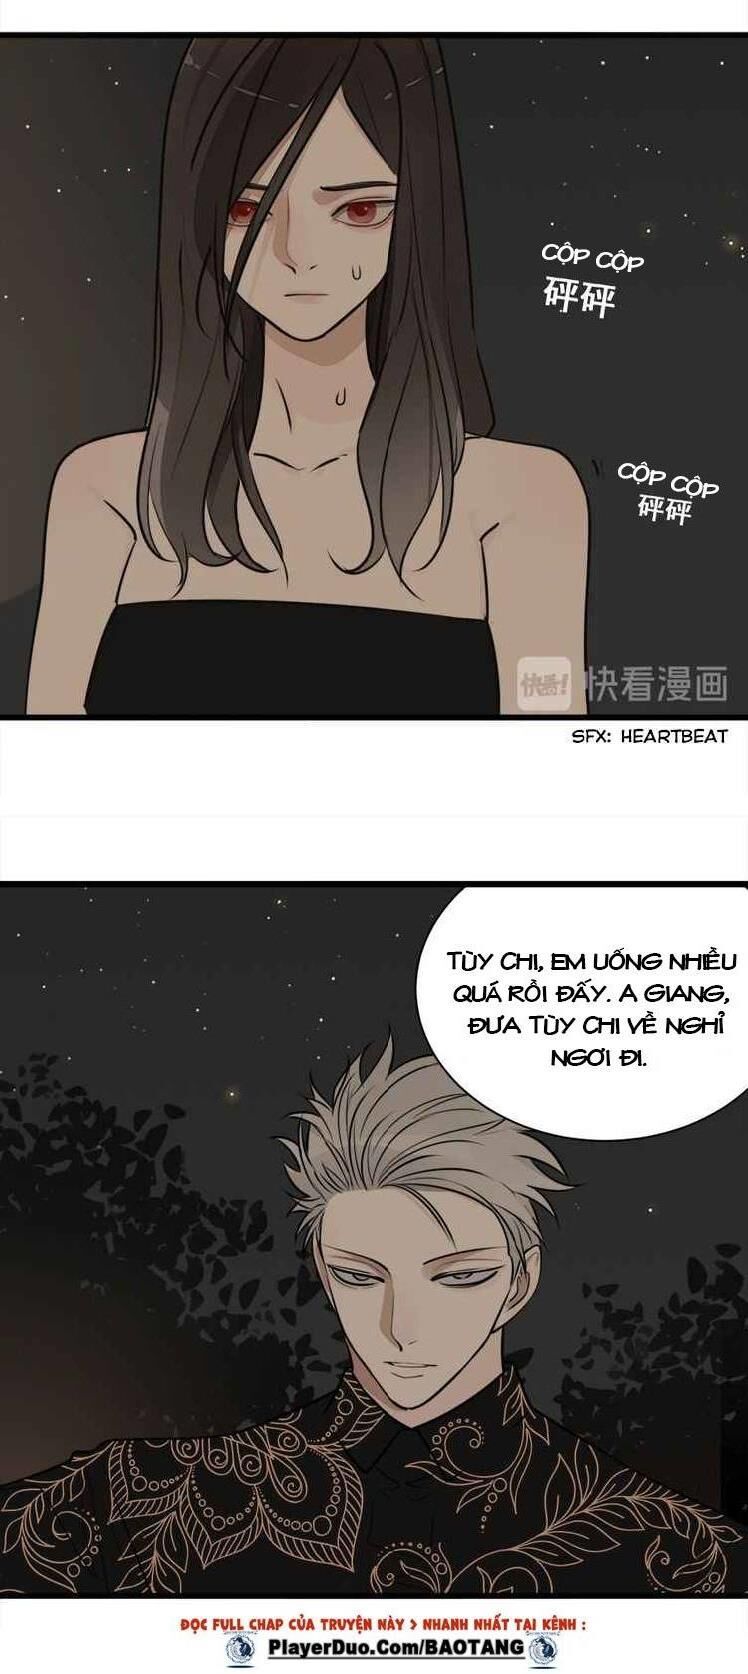 CỘP CỘP
砰砰
CỘP CỘP
砰砰
快看! 快看漫画
SFX: HEARTBEAT
TÙY CHI, EM UỐNG NHIỀU
QUÁ RỒI ĐẤY. A GIANG,
ĐƯA TÙY CHI VỀ NGHỈ
NGƠI ĐI.
ĐỌC FULL CHAP CỦA TRUYỆN NÀY > NHANH NHẤT TẠI KÊNH :
PlayerDuo.Com/BAOTANG